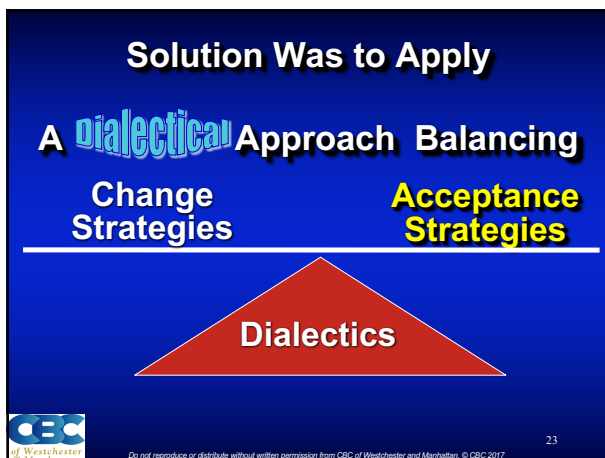 Solution Was to Apply
A Dialectical Approach Balancing
Change
Strategies
Acceptance
Strategies
Dialectics
CBC
of Westchester
23
Do not reproduce or distribute without written permission from CBC of Westchester and Manhattan. © CBC 2017